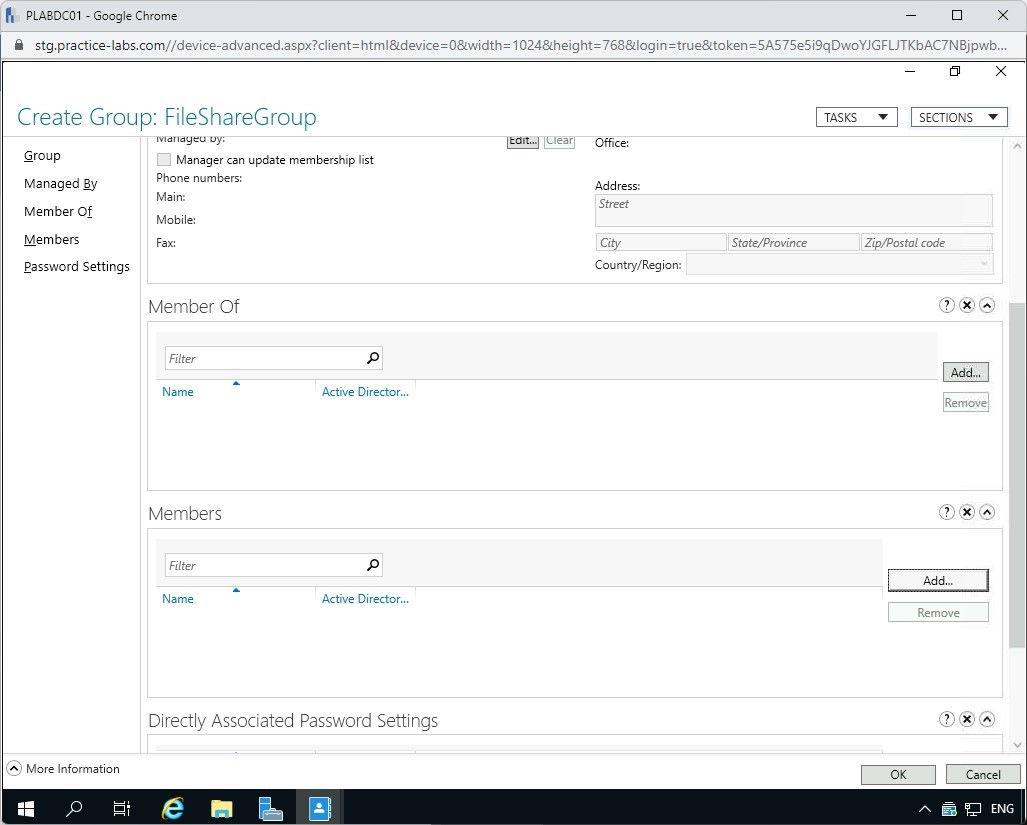 PLABDC01 - Google Chrome
stg.practice-labs.com//device-advanced.aspx?client=html&device=0&width=1024&height=768&login=true&token=5A575e5i9qDwoYJGFLJTKbAC7NBjpwb...
Create Group: FileShareGroup
TASKS
SECTIONS
Group
Managed By
Member Of
Members
Password Settings
Managed by:
Edit...
Clear
Office:
Manager can update membership list
Phone numbers:
Main:
Mobile:
Fax:
Address:
Street
City
State/Province
Zip/Postal code
Country/Region:
Member Of
?
Filter
Add...
Name
Active Director...
Remove
Members
?
Filter
Add...
Name
Active Director...
Remove
Directly Associated Password Settings
?
More Information
OK
Cancel
ENG